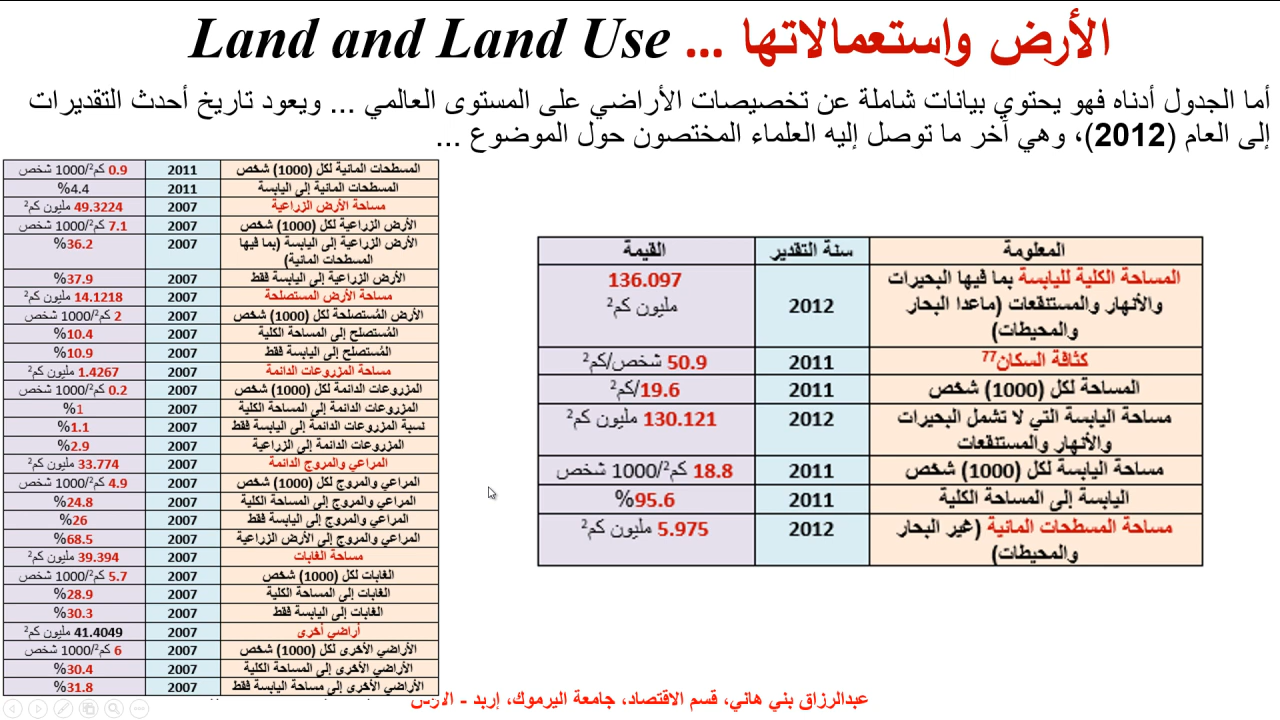 الأرض واستعمالاتها ... Land and Land Use
أما الجدول أدناه فهو يحتوي بيانات شاملة عن تخصيصات الأراضي على المستوى العالمي ... ويعود تاريخ أحدث التقديرات
إلى العام (2012)، وهي آخر ما توصل إليه العلماء المختصون حول الموضوع ...
المعلومة سنة التقدير القيمة
المساحة الكلية لليابسة بما فيها البحيرات
والأنهار والمستنقعات (ماعدا البحار
والمحيطات) 2012 136.097
مليون كم²
كثافة السكان77 2011 50.9 شخص/كم²
المساحة لكل (1000) شخص 2011 19.6/كم²
مساحة اليابسة التي لا تشمل البحيرات
والأنهار والمستنقعات 2012 130.121 مليون كم²
مساحة اليابسة لكل (1000) شخص 2011 18.8 كم²/1000 شخص
اليابسة إلى المساحة الكلية 2011 95.6%
مساحة المسطحات المائية (غير البحار
والمحيطات) 2012 5.975 مليون كم²
المسطحات المائية لكل (1000) شخص 2011 0.9 كم²/1000 شخص
المسطحات المائية إلى اليابسة 2011 4.4%
مساحة الأرض الزراعية 2007 49.3224 مليون كم²
الأرض الزراعية لكل (1000) شخص 2007 7.1 كم²/1000 شخص
الأرض الزراعية إلى اليابسة (بما فيها
المسطحات المائية) 2007 36.2%
الأرض الزراعية إلى اليابسة فقط 2007 37.9%
مساحة الأرض المستصلحة 2007 14.1218 مليون كم²
الأرض المُستصلحة لكل (1000) شخص 2007 2 كم²/1000 شخص
المُستصلح إلى المساحة الكلية 2007 10.4%
المُستصلح إلى اليابسة فقط 2007 10.9%
مساحة المزروعات الدائمة 2007 1.4267 مليون كم²
المزروعات الدائمة لكل (1000) شخص 2007 0.2 كم²/1000 شخص
المزروعات الدائمة إلى المساحة الكلية 2007 1%
نسبة المزروعات الدائمة إلى اليابسة فقط 2007 1.1%
المزروعات الدائمة إلى الزراعية 2007 2.9%
المراعي والمروج الدائمة 2007 33.774 مليون كم²
المراعي والمروج لكل (1000) شخص 2007 4.9 كم²/1000 شخص
المراعي والمروج إلى المساحة الكلية 2007 24.8%
المراعي والمروج إلى اليابسة فقط 2007 26%
المراعي والمروج إلى الأرض الزراعية 2007 68.5%
مساحة الغابات 2007 39.394 مليون كم²
الغابات لكل (1000) شخص 2007 5.7 كم²/1000 شخص
الغابات إلى المساحة الكلية 2007 28.9%
الغابات إلى اليابسة فقط 2007 30.3%
أراضي أخرى 2007 41.4049 مليون كم²
الأراضي الأخرى لكل (1000) شخص 2007 6 كم²/1000 شخص
الأراضي الأخرى إلى المساحة الكلية 2007 30.4%
الأراضي الأخرى إلى مساحة اليابسة فقط 2007 31.8%
عبدالرزاق بني هاني، قسم الاقتصاد، جامعة اليرموك، إربد - الأردن